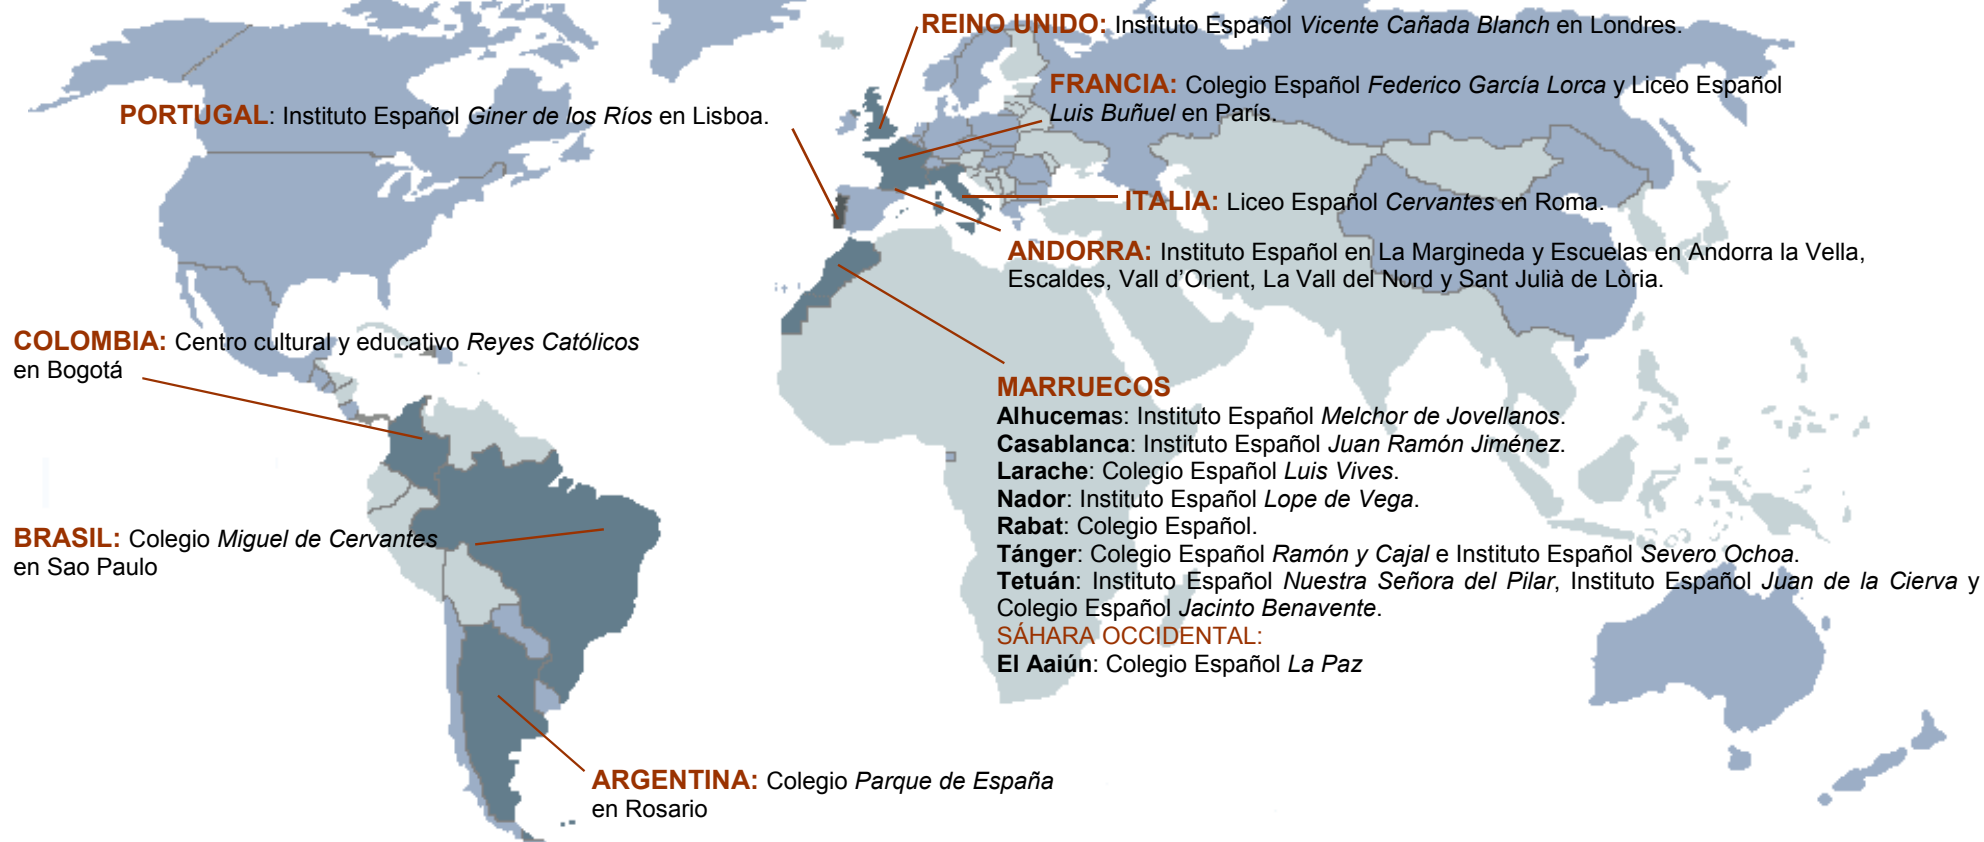 REINO UNIDO: Instituto Español Vicente Cañada Blanch en Londres.
FRANCIA: Colegio Español Federico García Lorca y Liceo Español
Luis Buñuel en París.
PORTUGAL: Instituto Español Giner de los Ríos en Lisboa.
ITALIA: Liceo Español Cervantes en Roma.
ANDORRA: Instituto Español en La Margineda y Escuelas en Andorra la Vella,
Escaldes, Vall d’Orient, La Vall del Nord y Sant Julià de Lòria.
COLOMBIA: Centro cultural y educativo Reyes Católicos
en Bogotá
MARRUECOS
Alhucemas: Instituto Español Melchor de Jovellanos.
Casablanca: Instituto Español Juan Ramón Jiménez.
Larache: Colegio Español Luis Vives.
Nador: Instituto Español Lope de Vega.
Rabat: Colegio Español.
Tánger: Colegio Español Ramón y Cajal e Instituto Español Severo Ochoa.
Tetuán: Instituto Español Nuestra Señora del Pilar, Instituto Español Juan de la Cierva y
Colegio Español Jacinto Benavente.
SÁHARA OCCIDENTAL:
El Aaiún: Colegio Español La Paz
BRASIL: Colegio Miguel de Cervantes
en Sao Paulo
ARGENTINA: Colegio Parque de España
en Rosario